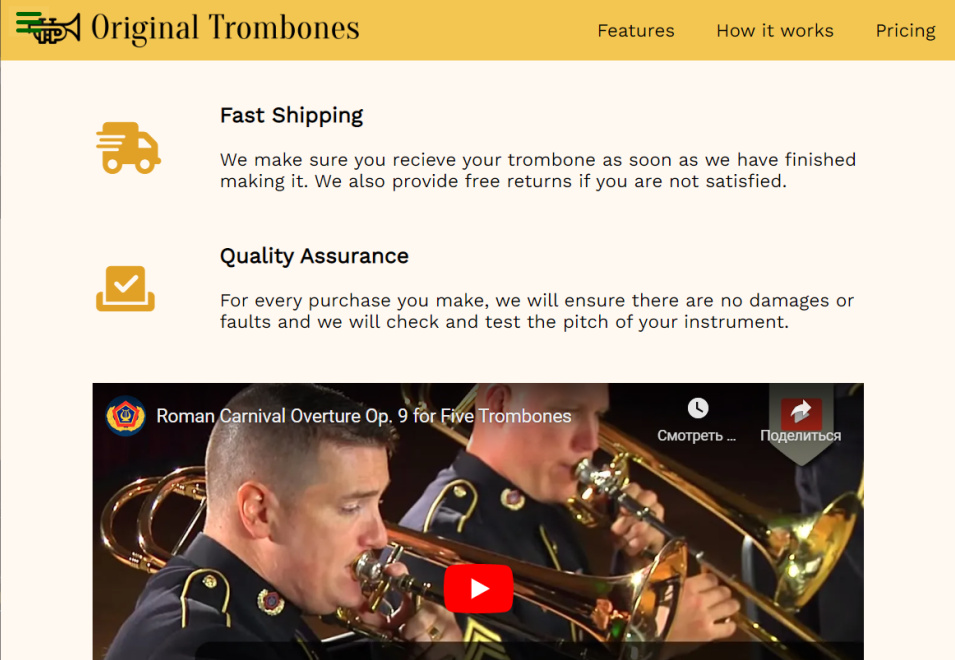 Original Trombones
Features
How it works
Pricing
Fast Shipping
We make sure you recieve your trombone as soon as we have finished
making it. We also provide free returns if you are not satisfied.
Quality Assurance
For every purchase you make, we will ensure there are no damages or
faults and we will check and test the pitch of your instrument.
Roman Carnival Overture Op. 9 for Five Trombones
Смотреть ...
Поделиться